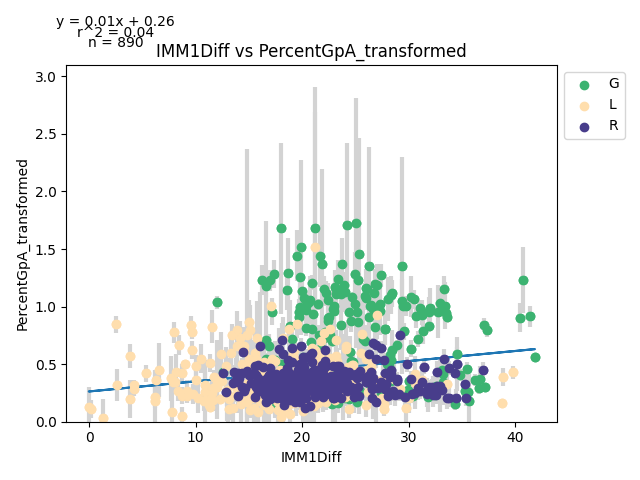 y = 0.01x + 0.26
r^2 = 0.04
n = 890
IMM1Diff vs PercentGpA_transformed
G
L
R
PercentGpA_transformed
3.0
2.5
2.0
1.5
1.0
0.5
0.0
0 10 20 30 40
IMM1Diff